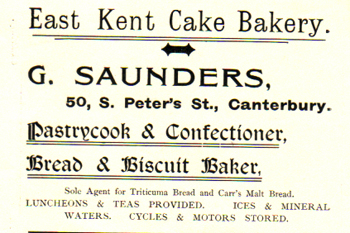 East Kent Cake Bakery.
G. SAUNDERS,
50, S. Peter's St., Canterbury.
Pastrycook & Confectioner,
Bread & Biscuit Baker,
Sole Agent for Triticuma Bread and Carr's Malt Bread.
LUNCHEONS & TEAS PROVIDED. ICES & MINERAL
WATERS. CYCLES & MOTORS STORED.